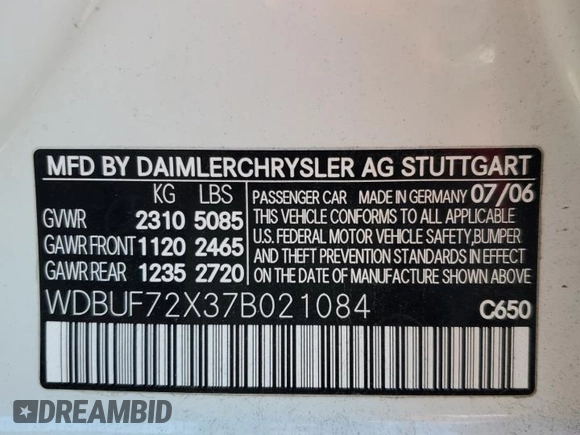 MFD BY DAIMLERCHRYSLER AG STUTTGART
KG LBS
GVWR 2310 5085
GAWR FRONT 1120 2465
GAWR REAR 1235 2720
PASSENGER CAR MADE IN GERMANY 07/06
THIS VEHICLE CONFORMS TO ALL APPLICABLE
U.S. FEDERAL MOTOR VEHICLE SAFETY, BUMPER
AND THEFT PREVENTION STANDARDS IN EFFECT
ON THE DATE OF MANUFACTURE SHOWN ABOVE.
WDBUF72X37B021084 C650
DREAMBID